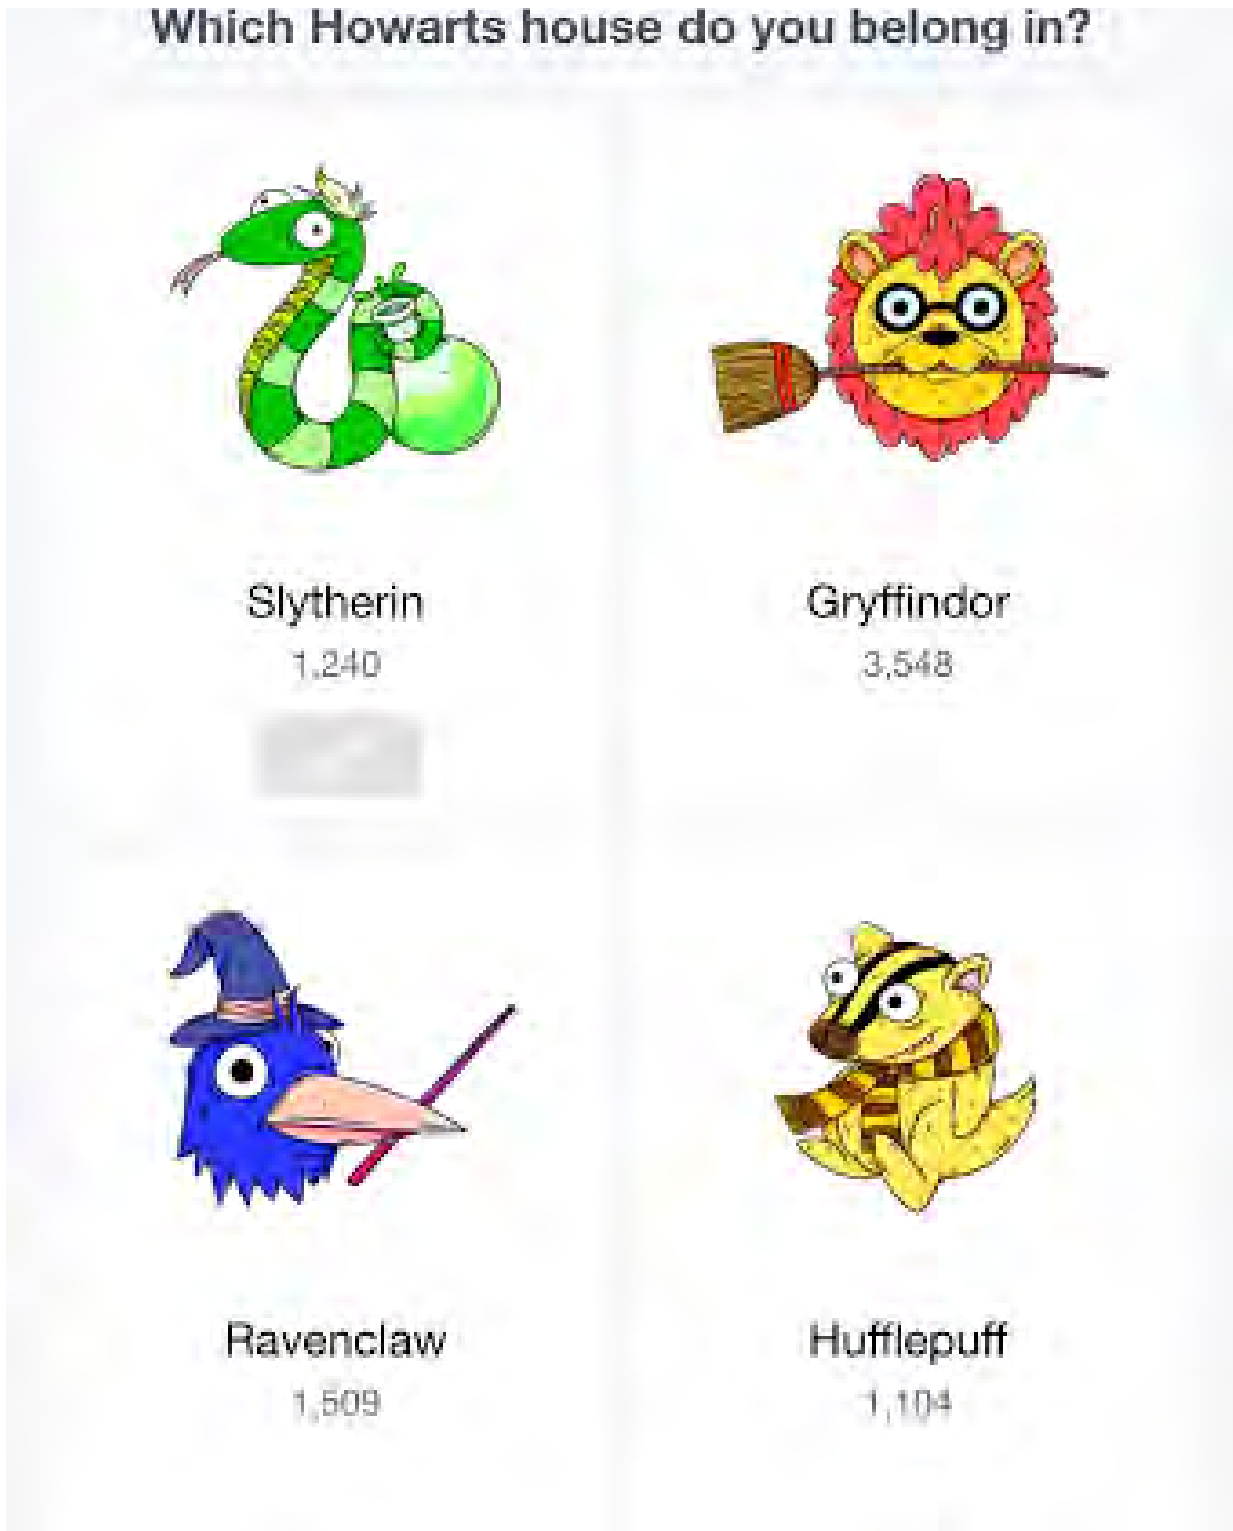 Which Howarts house do you belong in?
Slytherin
1,240
Gryffindor
3,548
Ravenclaw
1,509
Hufflepuff
1,104